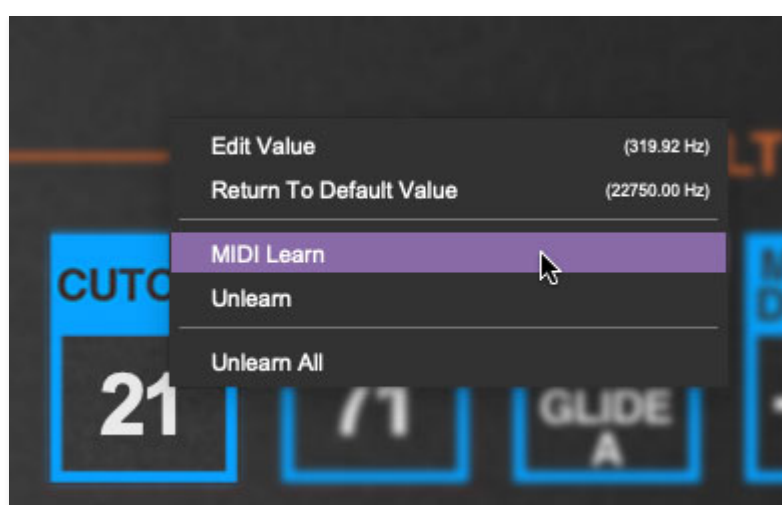 LT
Edit Value (319.92 Hz)
Return To Default Value (22750.00 Hz)
MIDI Learn
CUTO
Unlearn
Unlearn All
21 71 GLIDE
A